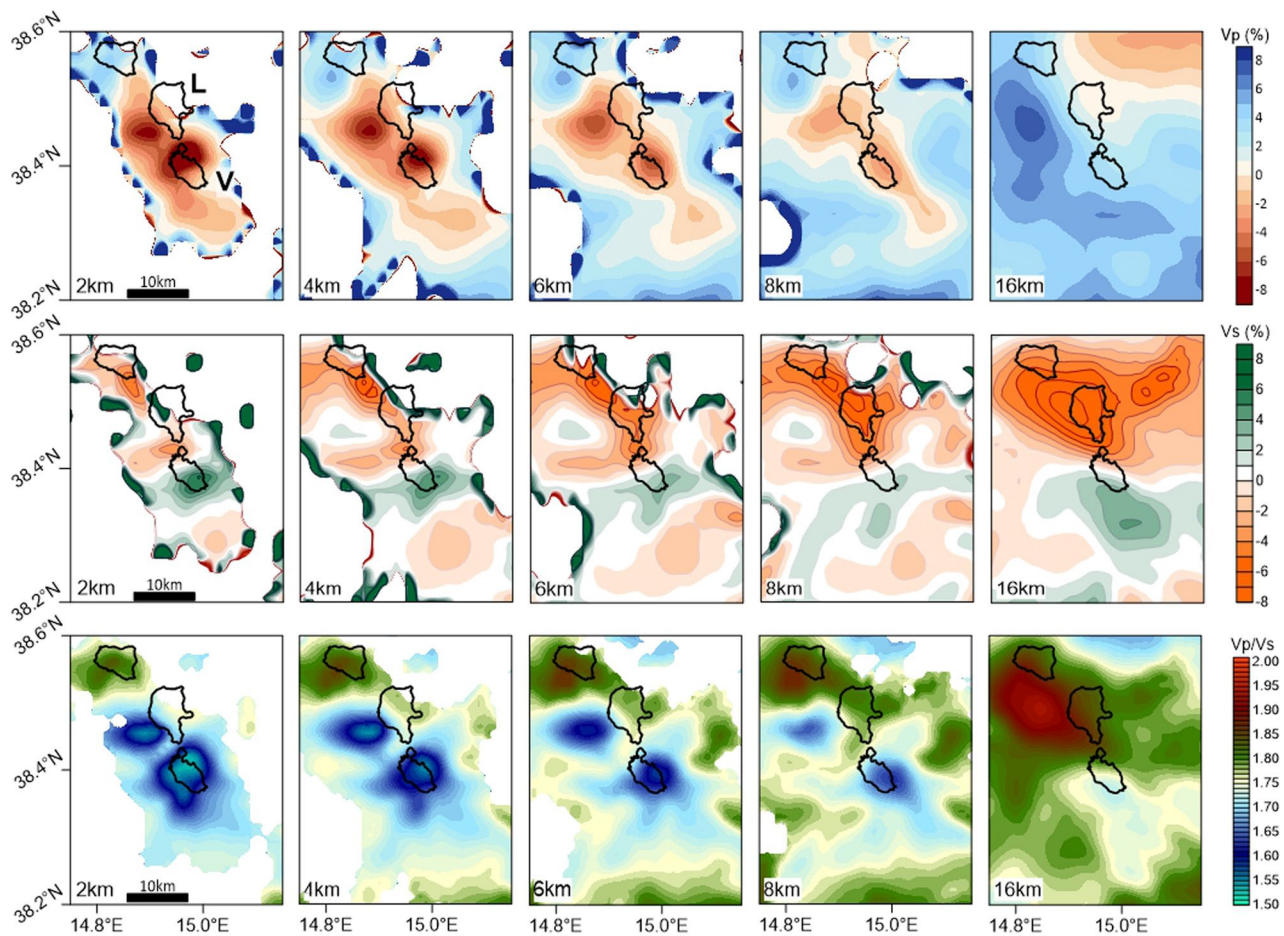 38.6°N
L
V
38.4°N
38.2°N
2km
10km
4km
6km
8km
16km
Vp (%)
8
6
4
2
0
-2
-4
-6
-8
38.6°N
38.4°N
38.2°N
2km
10km
4km
6km
8km
16km
Vs (%)
8
6
4
2
0
-2
-4
-6
-8
38.6°N
38.4°N
38.2°N
2km
10km
4km
6km
8km
16km
Vp/Vs
2.00
1.95
1.90
1.85
1.80
1.75
1.70
1.65
1.60
1.55
1.50
14.8°E 15.0°E 14.8°E 15.0°E 14.8°E 15.0°E 14.8°E 15.0°E 14.8°E 15.0°E